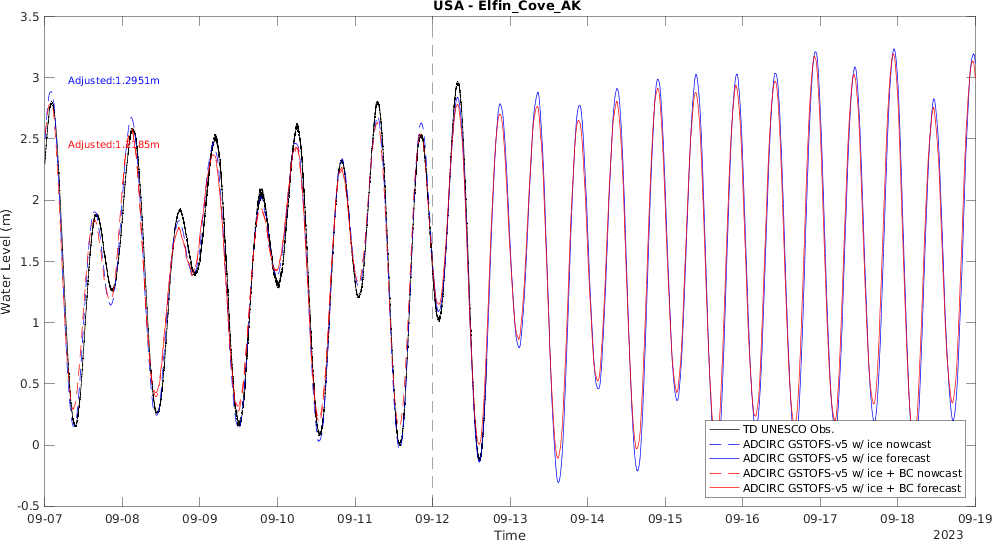 USA - Elfin_Cove_AK
3.5
3
2.5
2
1.5
1
0.5
0
-0.5
Water Level (m)
Adjusted:1.2951m
TD UNESCO Obs.
ADCIRC GSTOFS-v5 w/ ice nowcast
ADCIRC GSTOFS-v5 w/ ice forecast
ADCIRC GSTOFS-v5 w/ ice + BC nowcast
ADCIRC GSTOFS-v5 w/ ice + BC forecast
09-07 09-08 09-09 09-10 09-11 09-12 09-13 09-14 09-15 09-16 09-17 09-18 09-19
Time
2023